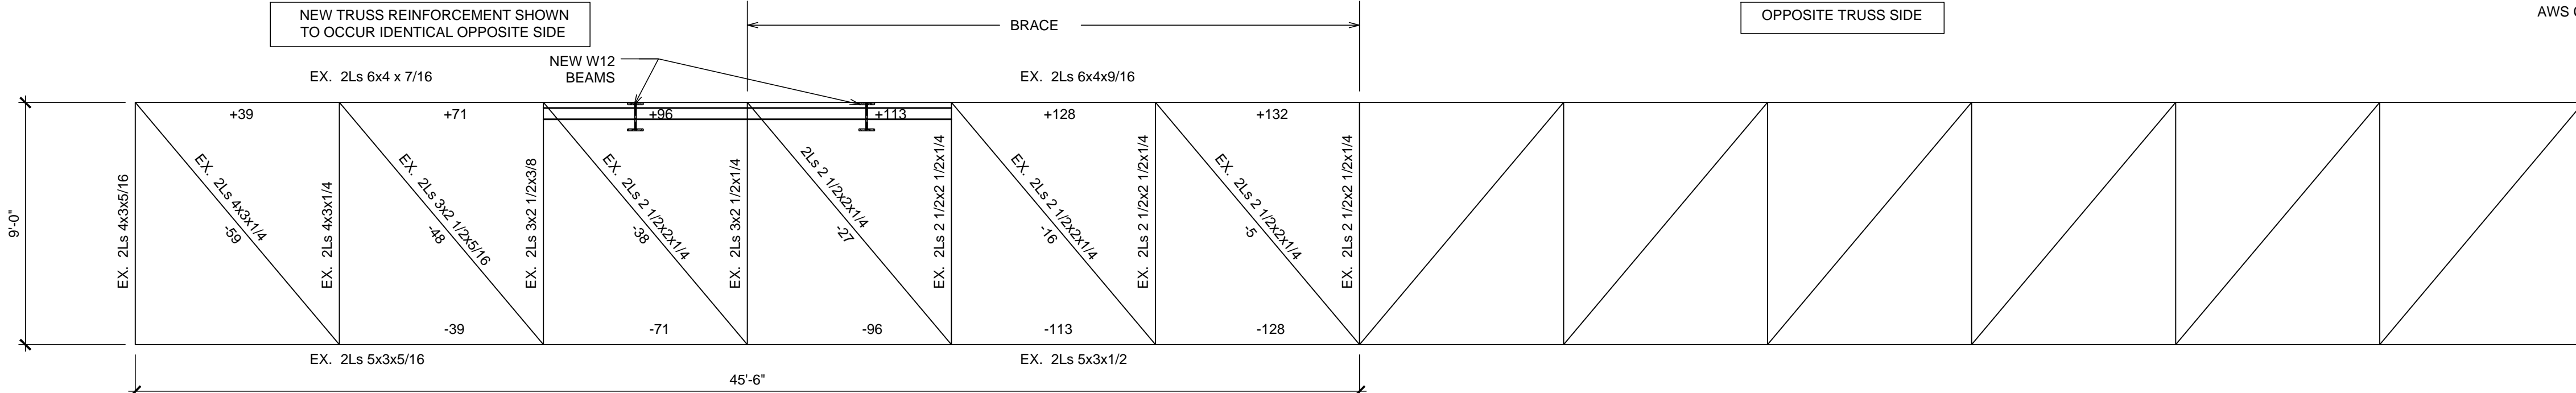 NEW TRUSS REINFORCEMENT SHOWN
TO OCCUR IDENTICAL OPPOSITE SIDE
BRACE
OPPOSITE TRUSS SIDE
AWS
NEW W12
BEAMS
EX. 2Ls 6x4 x 7/16
EX. 2Ls 6x4x9/16
+39
+71
+96
+113
+128
+132
9'-0"
EX. 2Ls 4x3x5/16
EX. 2Ls 4x3x1/4
-59
EX. 2Ls 4x3x1/4
EX. 2Ls 3x2 1/2x5/16
-48
EX. 2Ls 3x2 1/2x3/8
EX. 2Ls 2 1/2x2x1/4
-38
EX. 2Ls 3x2 1/2x1/4
2Ls 2 1/2x2x1/4
-27
EX. 2Ls 2 1/2x2 1/2x1/4
EX. 2Ls 2 1/2x2x1/4
-16
EX. 2Ls 2 1/2x2 1/2x1/4
EX. 2Ls 2 1/2x2x1/4
-5
EX. 2Ls 2 1/2x2 1/2x1/4
-39
-71
-96
-113
-128
EX. 2Ls 5x3x5/16
EX. 2Ls 5x3x1/2
45'-6"